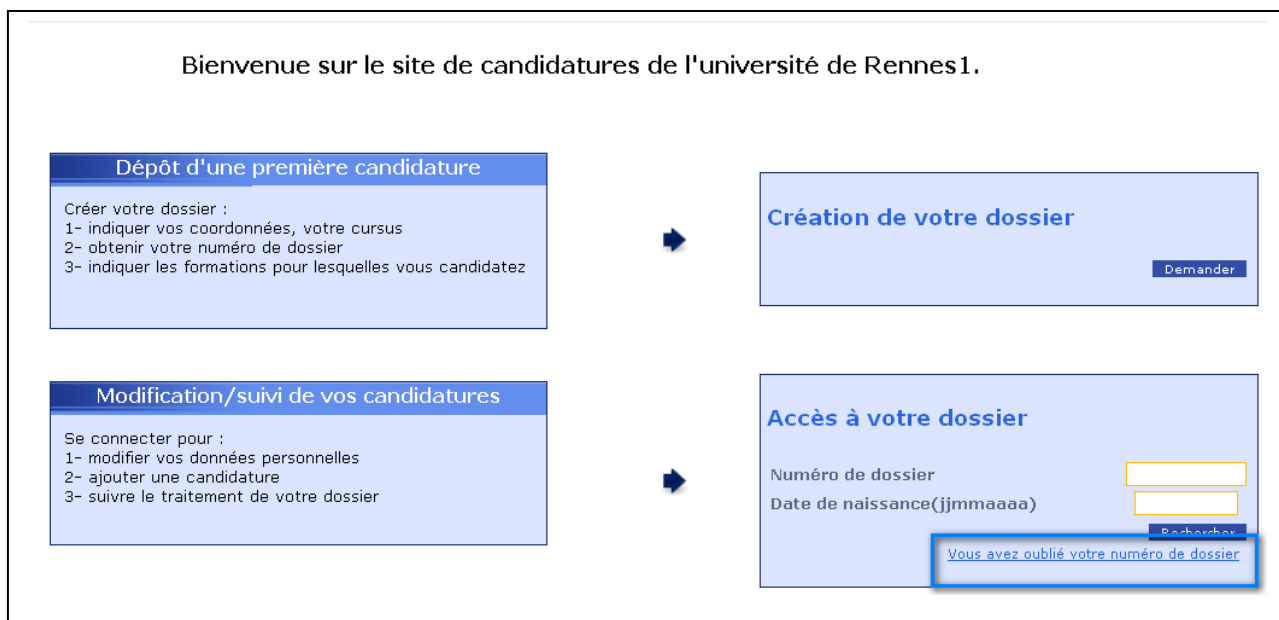 Bienvenue sur le site de candidatures de l'université de Rennes1.
Dépôt d'une première candidature
Créer votre dossier :
1- indiquer vos coordonnées, votre cursus
2- obtenir votre numéro de dossier
3- indiquer les formations pour lesquelles vous candidatez
Création de votre dossier
Demander
Modification/suivi de vos candidatures
Se connecter pour :
1- modifier vos données personnelles
2- ajouter une candidature
3- suivre le traitement de votre dossier
Accès à votre dossier
Numéro de dossier
Date de naissance(jjmmaaaa)
Rechercher
Vous avez oublié votre numéro de dossier